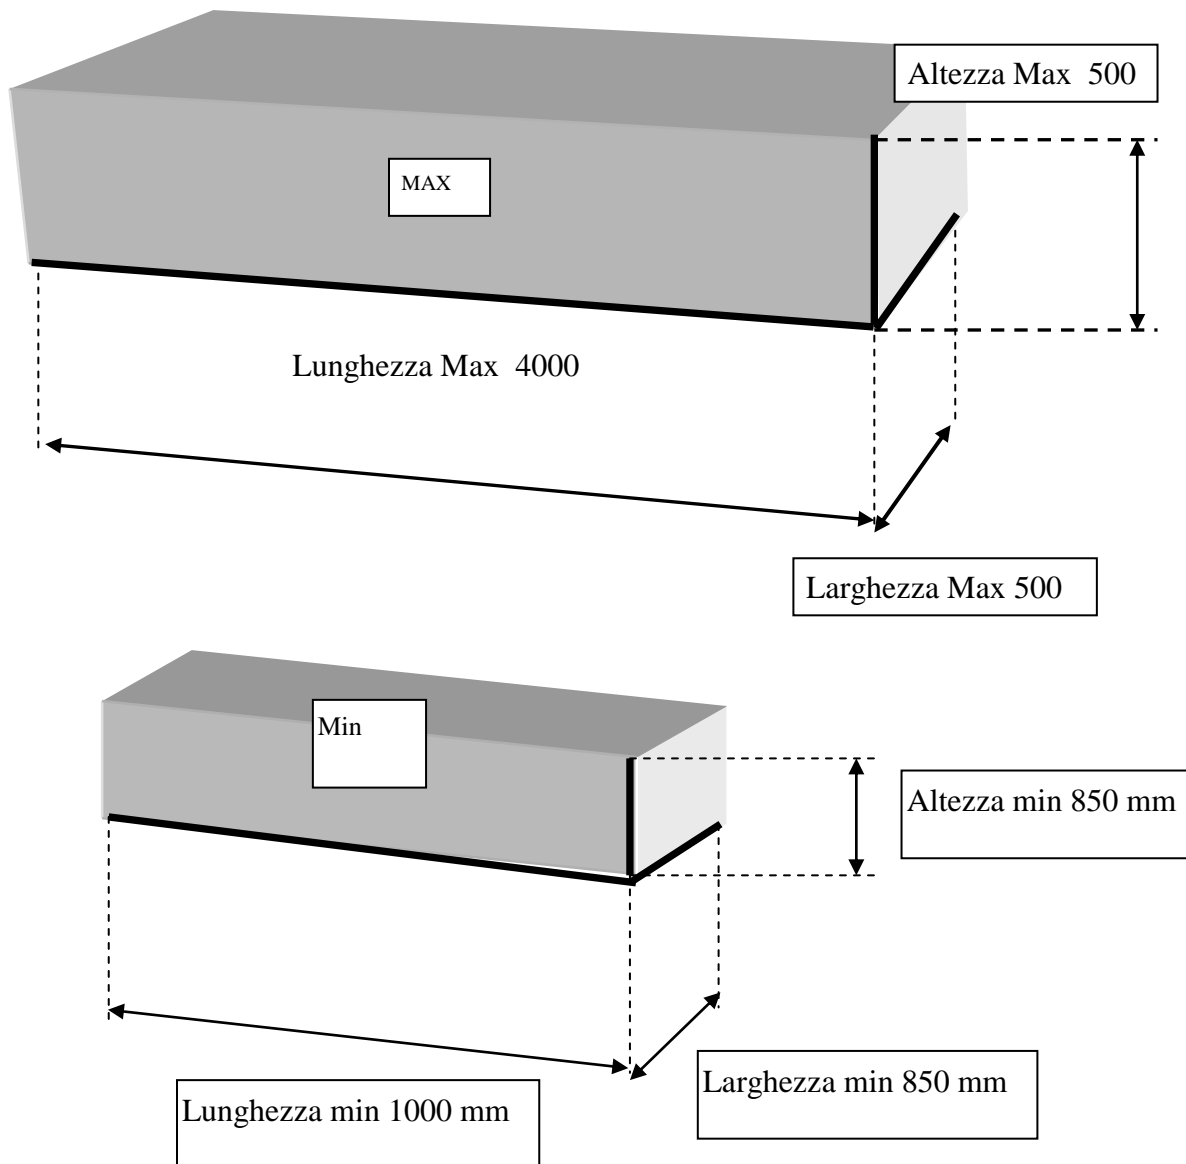 Altezza Max  500
MAX
Lunghezza Max  4000
Larghezza Max 500
Min
Altezza min 850 mm
Larghezza min 850 mm
Lunghezza min 1000 mm